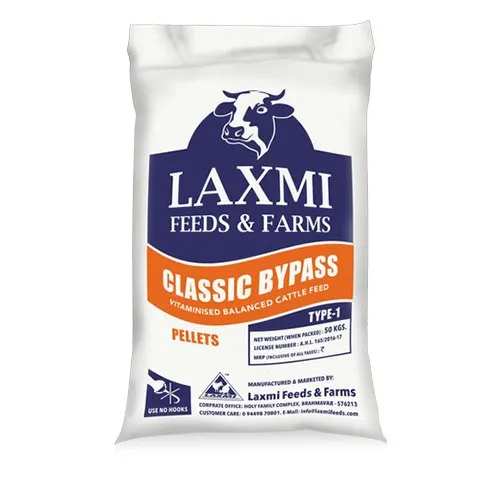 LAXMI
FEEDS & FARMS
CLASSIC BYPASS
VITAMINISED BALANCED CATTLE FEED
TYPE-1
PELLETS
NET WEIGHT (WHEN PACKED) : 50 KGS.
LICENSE NUMBER : A.H.I. 165/2016-17
MRP (INCLUSIVE OF ALL TAXES) : ₹
USE NO HOOKS
LAXMI
MANUFACTURED & MARKETED BY:
Laxmi Feeds & Farms
CORPRATE OFFICE: HOLY FAMILY COMPLEX, BRAHMAVAR - 576213
CUSTOMER CARE: 0 94498 70801. E-Mail: info@laxmifeeds.com